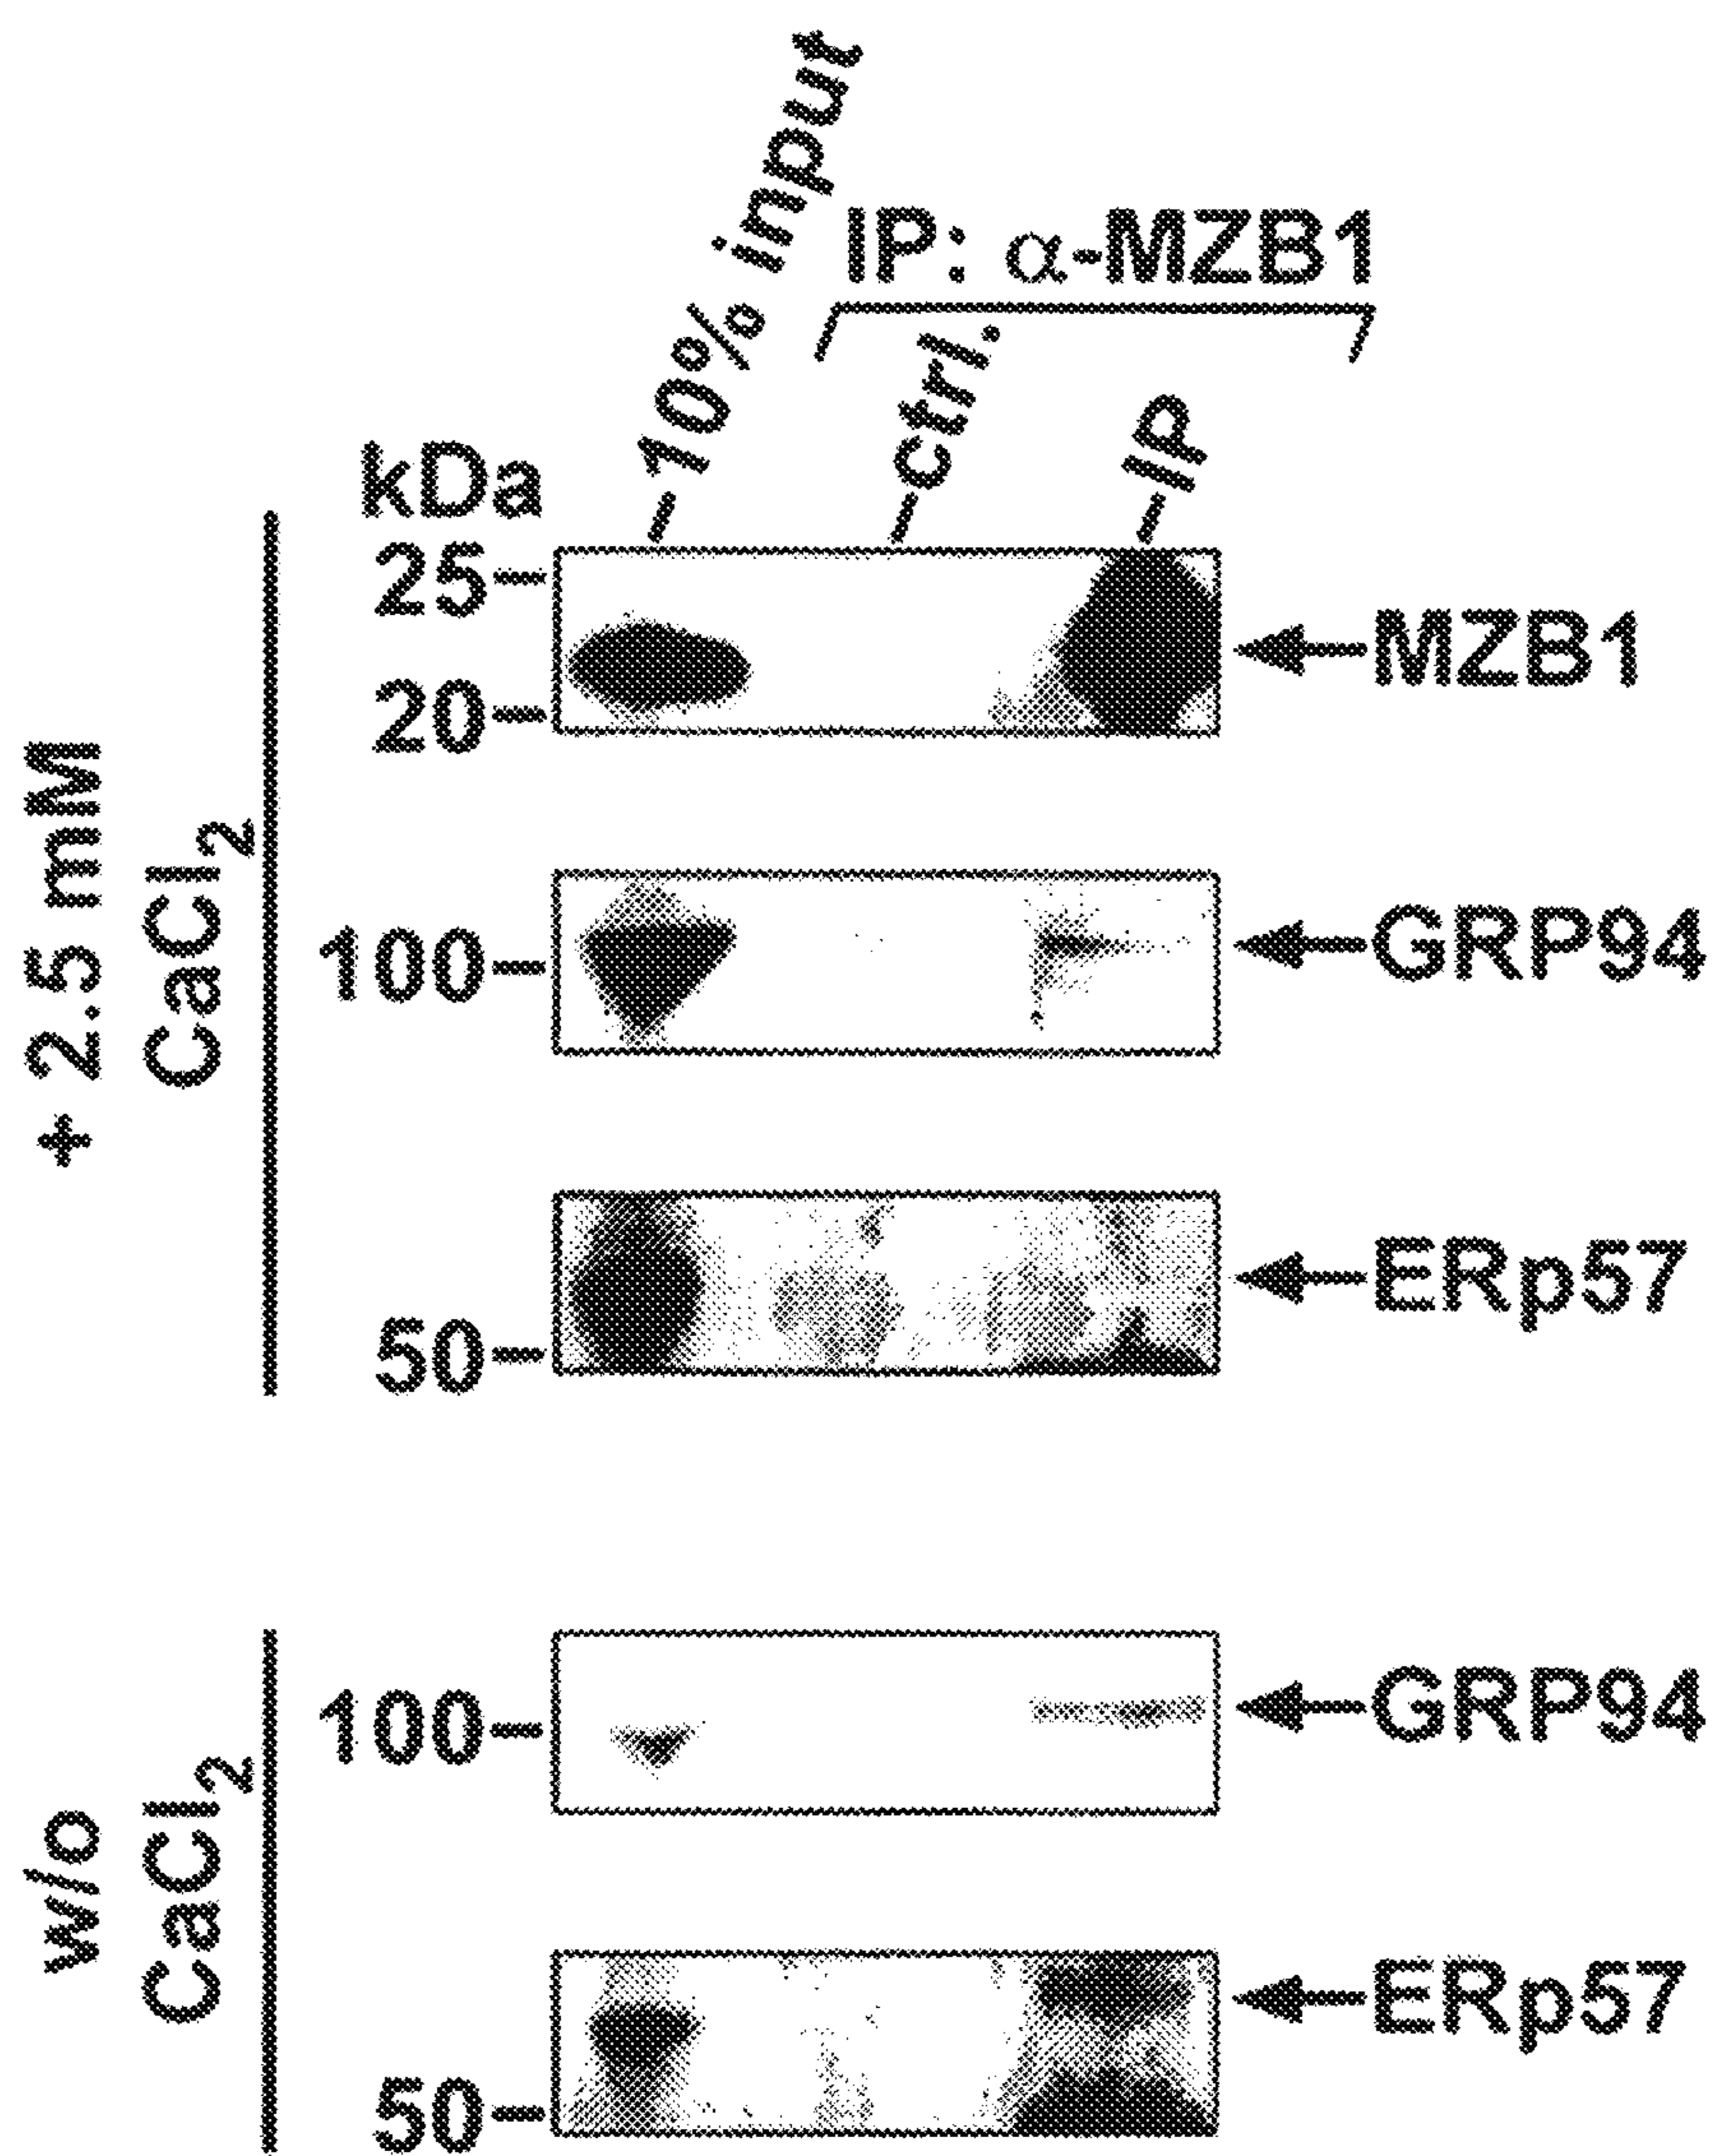 10% input
IP: α-MZB1
ctrl.
IP
kDa
+ 2.5 mM
CaCl2
25
20
MZB1
100
GRP94
50
ERp57
w/o
CaCl2
100
GRP94
50
ERp57